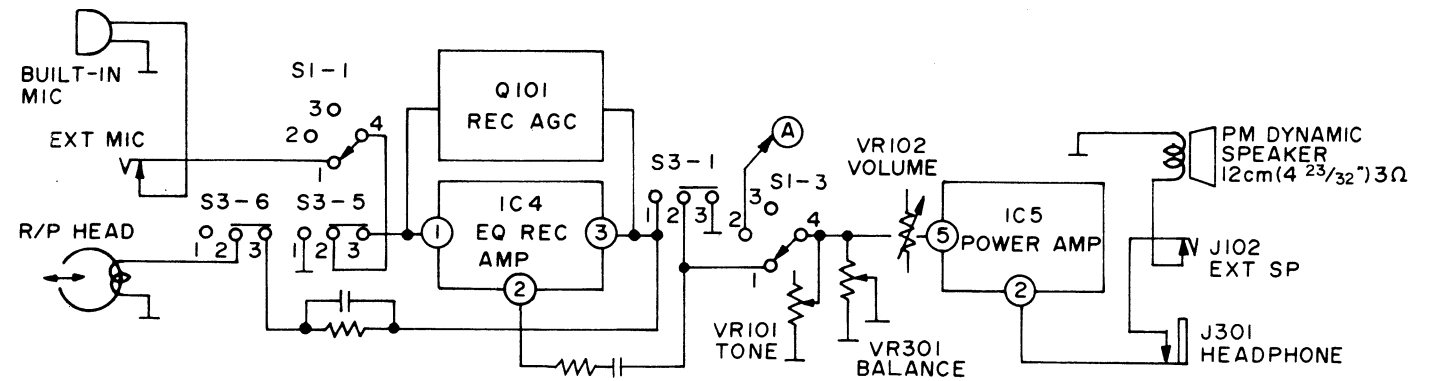 BUILT-IN
MIC
S1-1
3
2
4
1
EXT MIC
Q101
REC AGC
S3-6
S3-5
R/P HEAD
1
2
3
1
2
3
1
IC4
EQ REC
AMP
3
2
S3-1
1
2
3
A
S1-3
3
2
4
1
VR102
VOLUME
VR101
TONE
VR301
BALANCE
5
IC5
POWER AMP
2
PM DYNAMIC
SPEAKER
12cm(4 23/32")3Ω
J102
EXT SP
J301
HEADPHONE